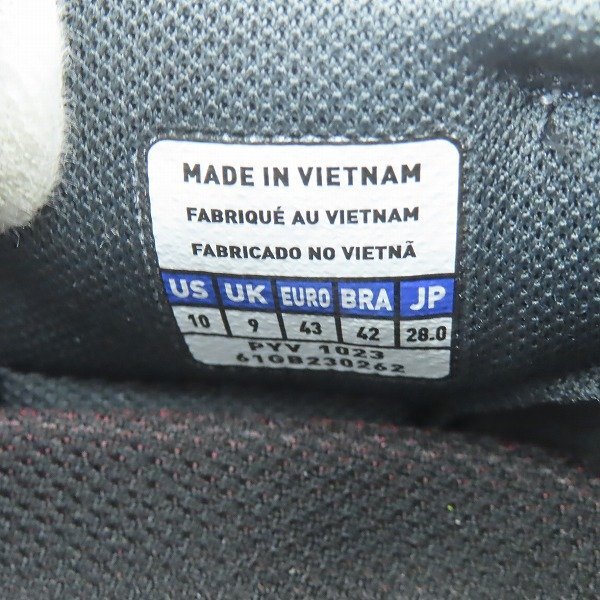 MADE IN VIETNAM
FABRIQUÉ AU VIETNAM
FABRICADO NO VIETNÃ
US UK EURO BRA JP
10 9 43 42 28.0
PYV 1023
61GB230262